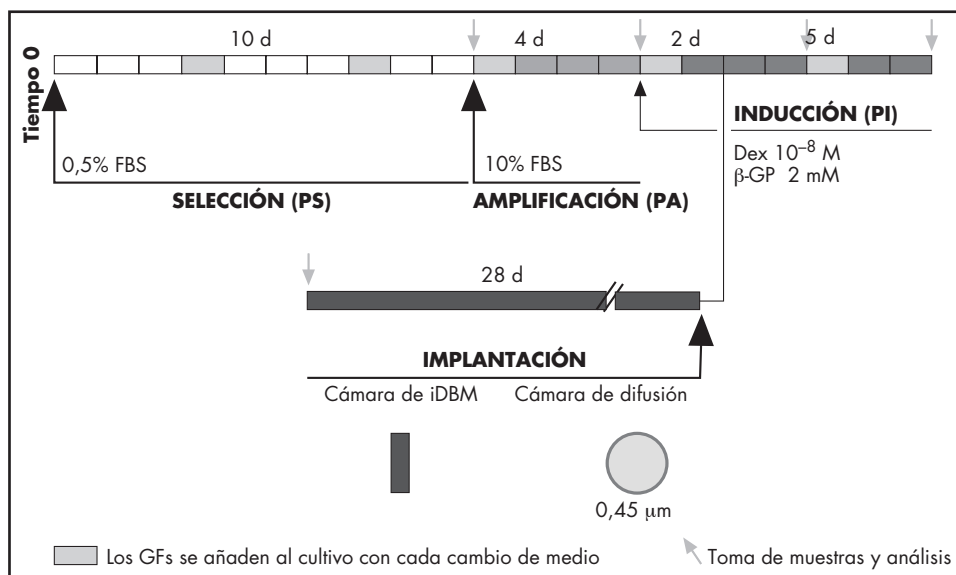 10 d
4 d
2 d
5 d
Tiempo 0
INDUCCIÓN (PI)
0,5% FBS
10% FBS
Dex 10⁻⁸ M
β-GP 2 mM
SELECCIÓN (PS)
AMPLIFICACIÓN (PA)
28 d
IMPLANTACIÓN
Cámara de iDBM
Cámara de difusión
0,45 μm
Los GFs se añaden al cultivo con cada cambio de medio
Toma de muestras y análisis